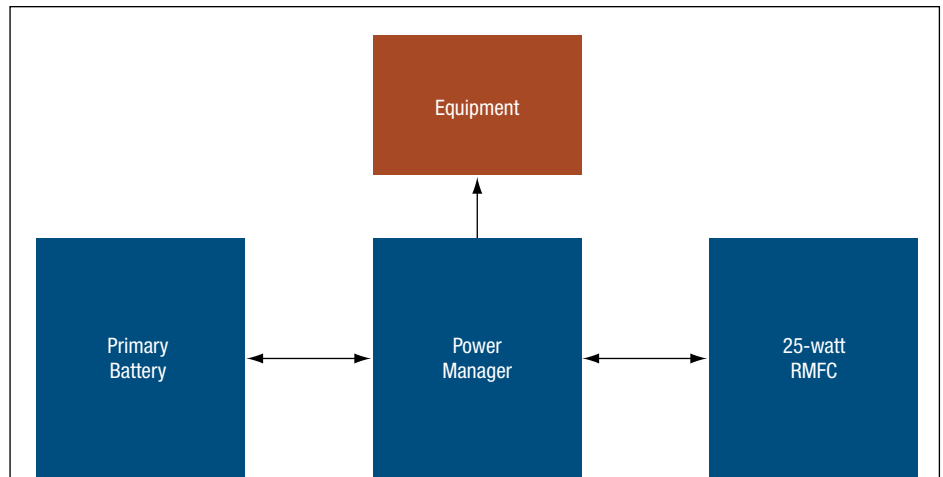 Equipment
Primary
Battery
Power
Manager
25-watt
RMFC